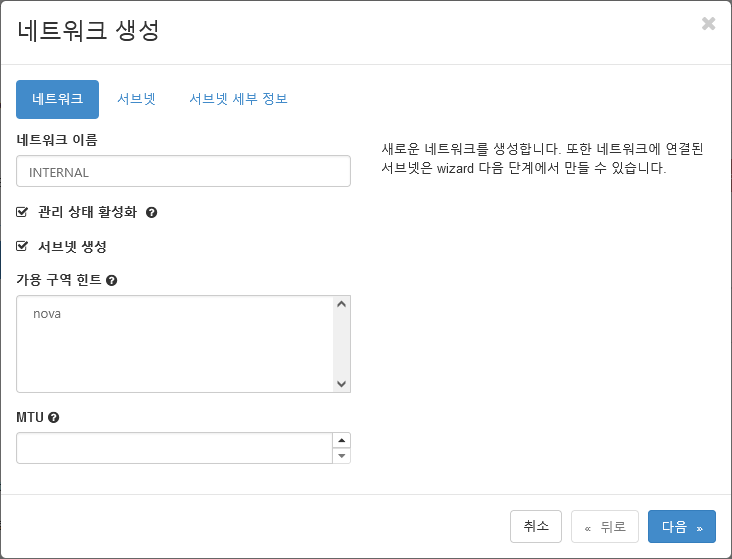 네트워크 생성
네트워크
서브넷
서브넷 세부 정보
네트워크 이름
INTERNAL
새로운 네트워크를 생성합니다. 또한 네트워크에 연결된
서브넷은 wizard 다음 단계에서 만들 수 있습니다.
관리 상태 활성화
서브넷 생성
가용 구역 힌트
nova
MTU
취소
« 뒤로
다음 »